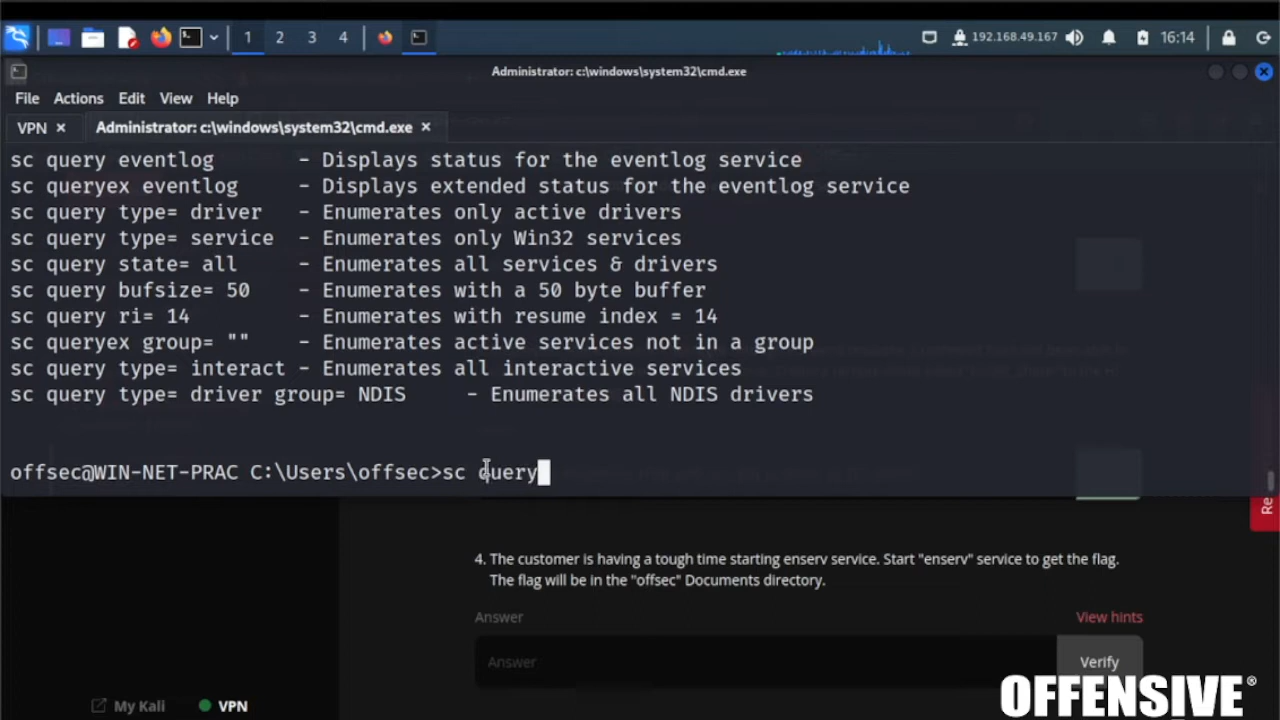 1 2 3 4 192.168.49.167 16:14
Administrator: c:\windows\system32\cmd.exe
File Actions Edit View Help
VPN × Administrator: c:\windows\system32\cmd.exe ×
sc query eventlog - Displays status for the eventlog service
sc queryex eventlog - Displays extended status for the eventlog service
sc query type= driver - Enumerates only active drivers
sc query type= service - Enumerates only Win32 services
sc query state= all - Enumerates all services & drivers
sc query bufsize= 50 - Enumerates with a 50 byte buffer
sc query ri= 14 - Enumerates with resume index = 14
sc queryex group= "" - Enumerates active services not in a group
sc query type= interact - Enumerates all interactive services
sc query type= driver group= NDIS - Enumerates all NDIS drivers
offsec@WIN-NET-PRAC C:\Users\offsec>sc query
Re
4. The customer is having a tough time starting enserv service. Start "enserv" service to get the flag.
The flag will be in the "offsec" Documents directory.
Answer View hints
Answer Verify
My Kali VPN
OFFENSIVE®